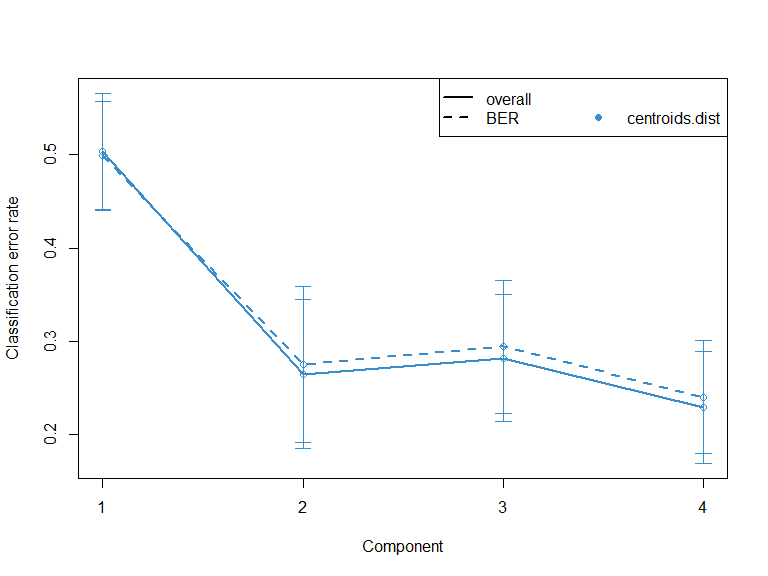 overall
BER
centroids.dist
Classification error rate
0.5
0.4
0.3
0.2
1 2 3 4
Component